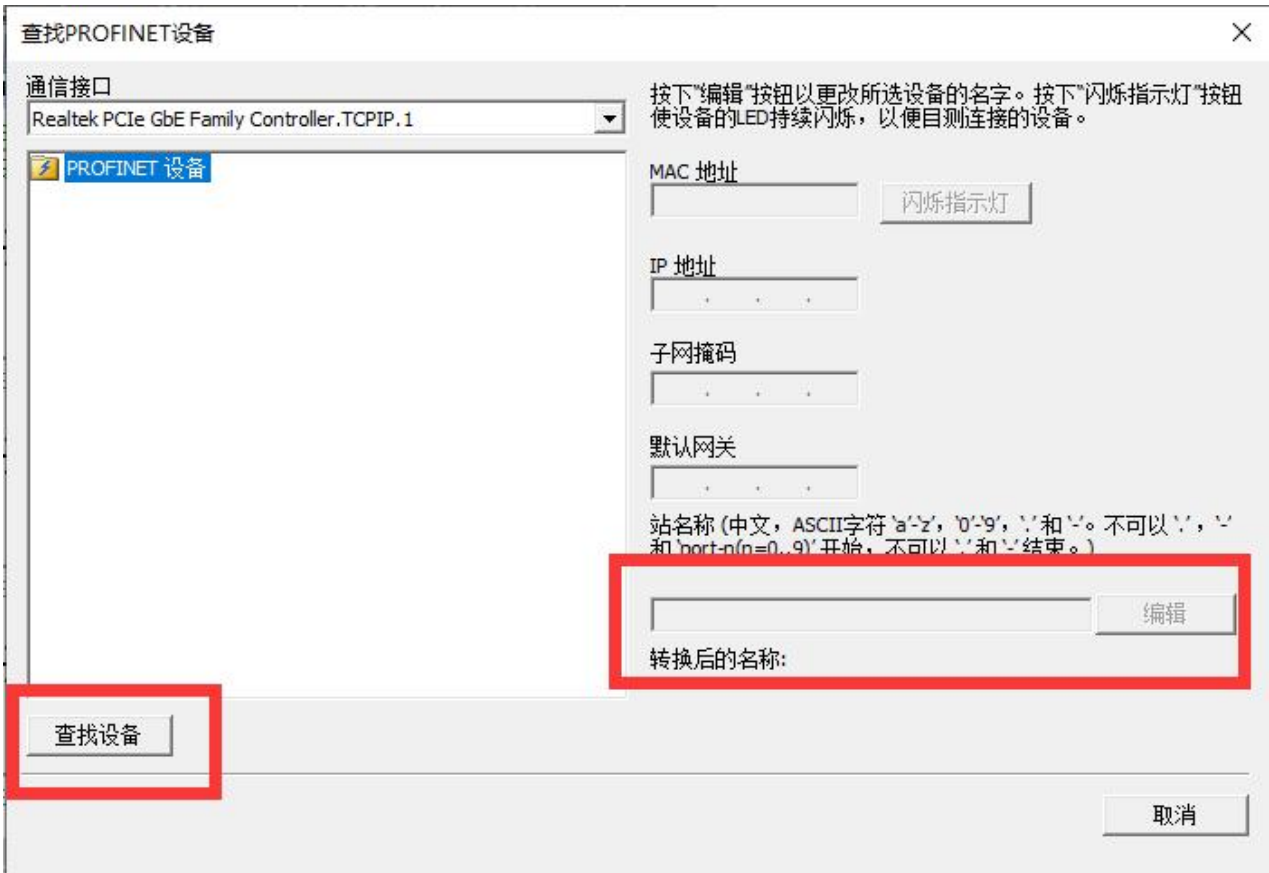 查找PROFINET设备
通信接口
Realtek PCIe GbE Family Controller.TCPIP.1
PROFINET 设备
按下"编辑"按钮以更改所选设备的名字。按下"闪烁指示灯"按钮
使设备的LED持续闪烁，以便目测连接的设备。
MAC 地址
闪烁指示灯
IP 地址
子网掩码
默认网关
站名称 (中文，ASCII字符 'a'-'z'，'0'-'9'，'.' 和 '-'。不可以 '.'，'-'
和 'port-n(n=0..9)' 开始，不可以 '.' 和 '-' 结束。)
编辑
转换后的名称:
查找设备
取消